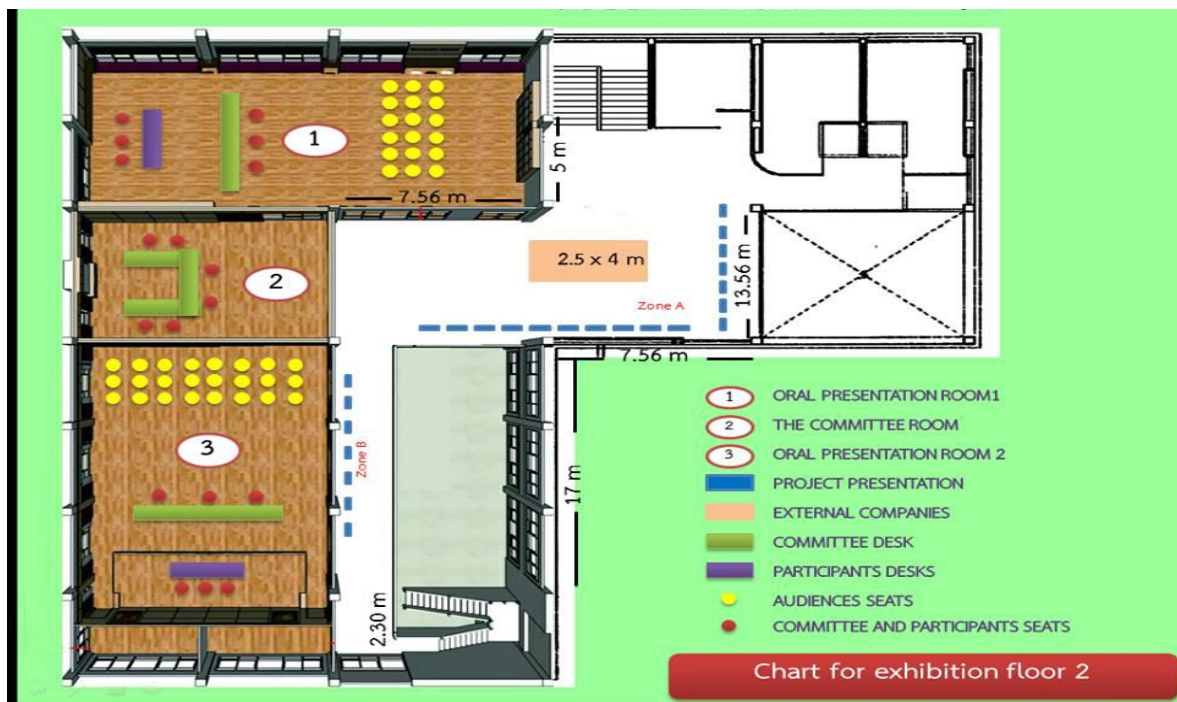 1
5 m
7.56 m
2.5 x 4 m
2
13.56 m
Zone A
7.56 m
1 ORAL PRESENTATION ROOM1
2 THE COMMITTEE ROOM
3 ORAL PRESENTATION ROOM 2
PROJECT PRESENTATION
EXTERNAL COMPANIES
COMMITTEE DESK
PARTICIPANTS DESKS
AUDIENCES SEATS
COMMITTEE AND PARTICIPANTS SEATS
3
Zone B
17 m
2.30 m
Chart for exhibition floor 2